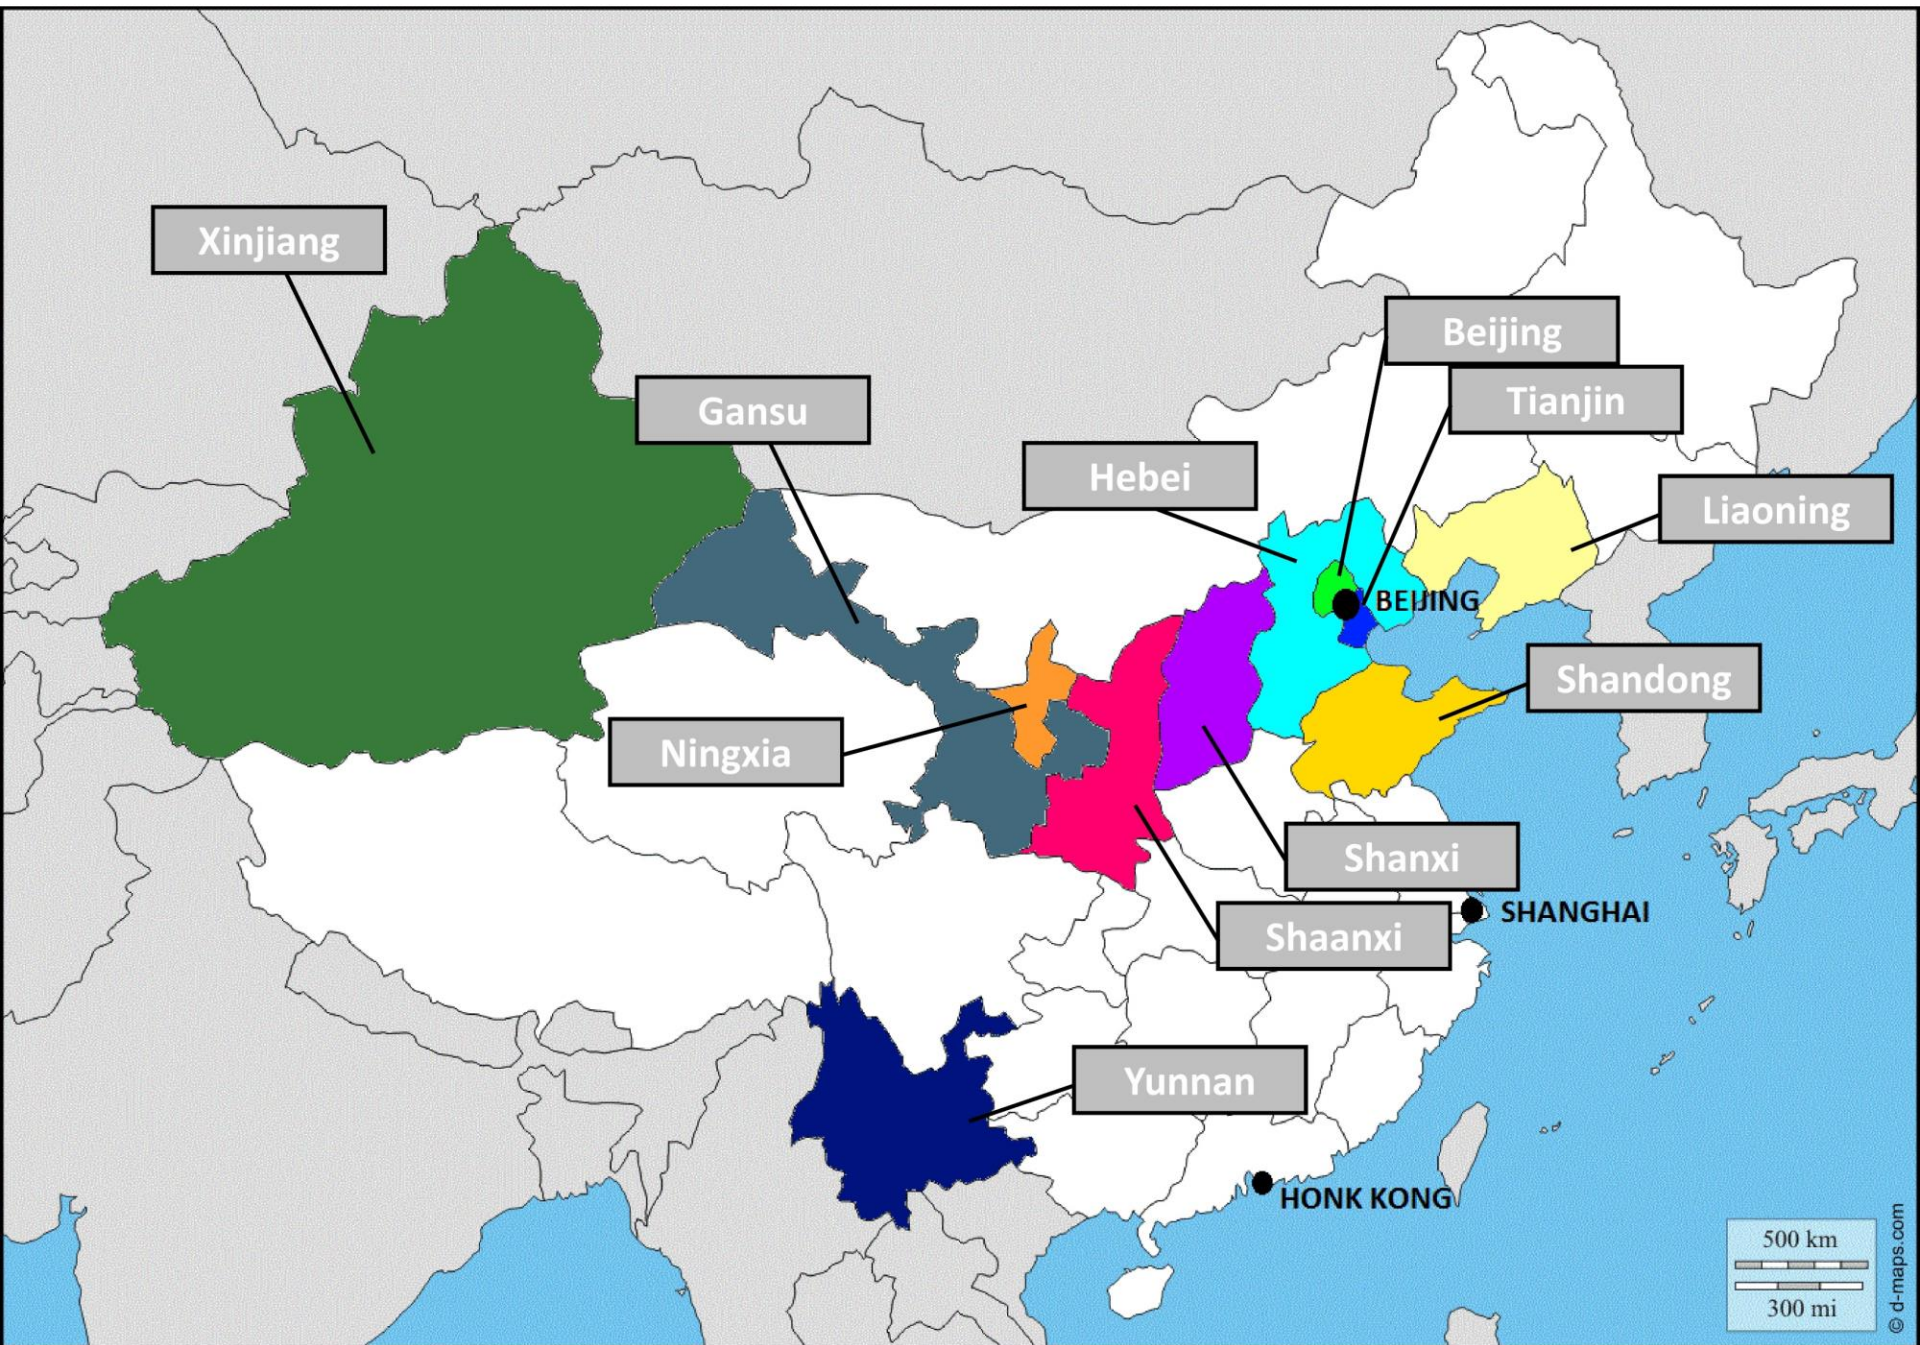 Xinjiang
Beijing
Tianjin
Gansu
Hebei
Liaoning
BEIJING
Shandong
Ningxia
Shanxi
SHANGHAI
Shaanxi
Yunnan
HONK KONG
500 km
300 mi
© d-maps.com